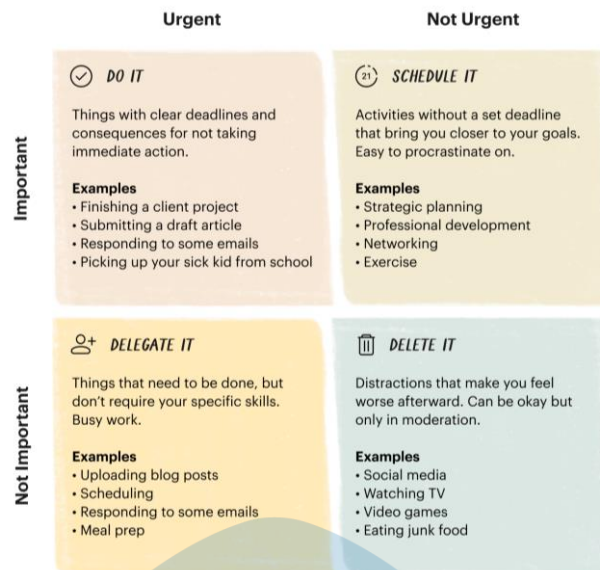 Urgent
Not Urgent
Important
DO IT
Things with clear deadlines and
consequences for not taking
immediate action.
Examples
• Finishing a client project
• Submitting a draft article
• Responding to some emails
• Picking up your sick kid from school
21
SCHEDULE IT
Activities without a set deadline
that bring you closer to your goals.
Easy to procrastinate on.
Examples
• Strategic planning
• Professional development
• Networking
• Exercise
Not Important
DELEGATE IT
Things that need to be done, but
don’t require your specific skills.
Busy work.
Examples
• Uploading blog posts
• Scheduling
• Responding to some emails
• Meal prep
DELETE IT
Distractions that make you feel
worse afterward. Can be okay but
only in moderation.
Examples
• Social media
• Watching TV
• Video games
• Eating junk food